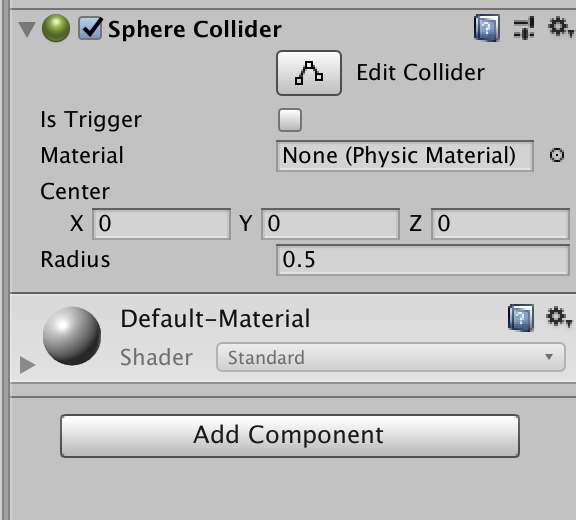 Sphere Collider
Edit Collider
Is Trigger
Material None (Physic Material)
Center
X 0 Y 0 Z 0
Radius 0.5
Default-Material
Shader Standard
Add Component